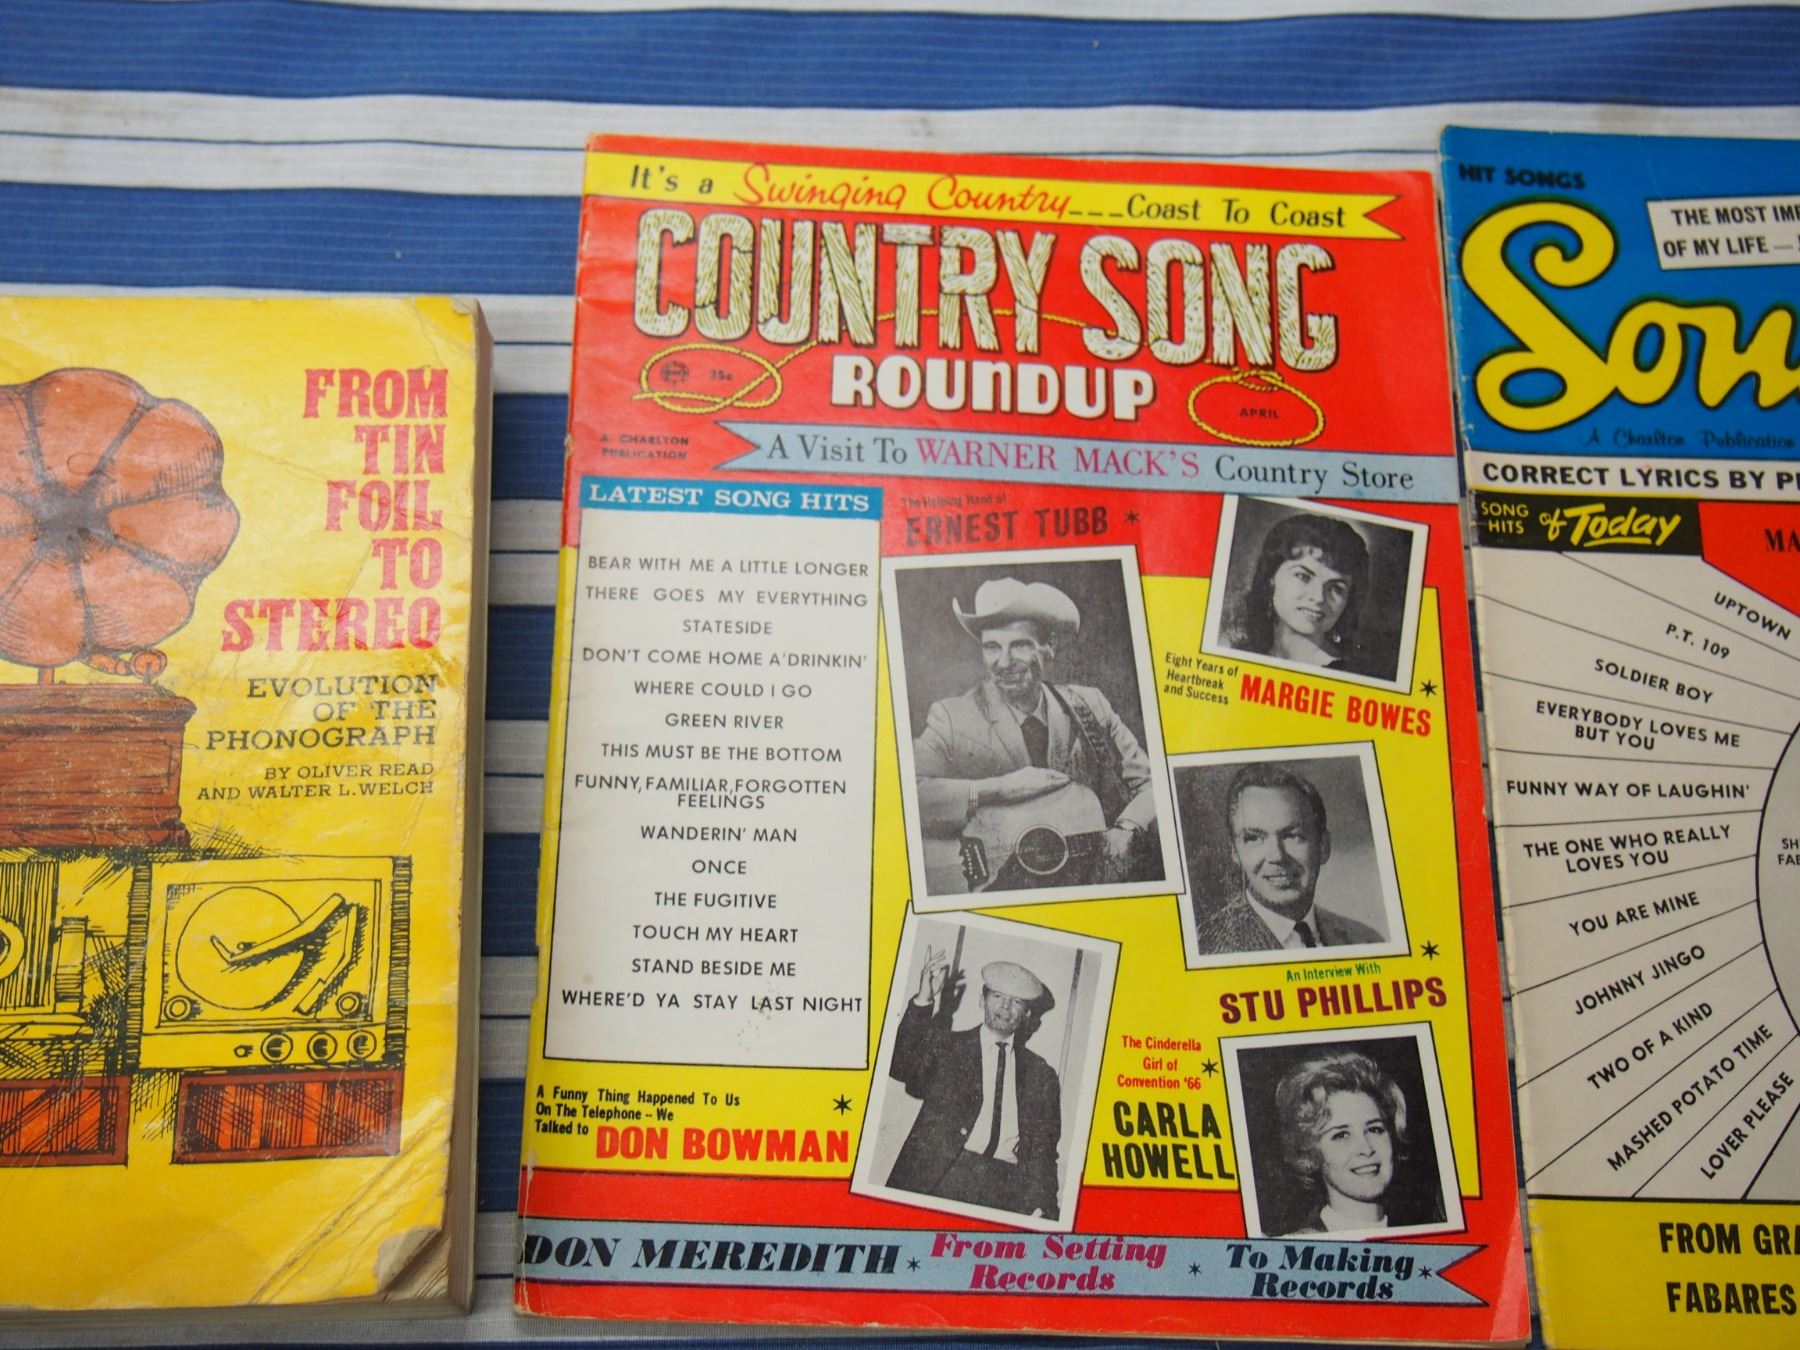 FROM
TIN
FOIL
TO
STEREO
EVOLUTION
OF THE
PHONOGRAPH
BY OLIVER READ
AND WALTER L. WELCH
It's a Swinging Country___Coast To Coast
COUNTRY SONG
ROUNDUP
35¢
APRIL
A CHARLTON
PUBLICATION
A Visit To WARNER MACK'S Country Store
LATEST SONG HITS
BEAR WITH ME A LITTLE LONGER
THERE GOES MY EVERYTHING
STATESIDE
DON'T COME HOME A'DRINKIN'
WHERE COULD I GO
GREEN RIVER
THIS MUST BE THE BOTTOM
FUNNY, FAMILIAR, FORGOTTEN
FEELINGS
WANDERIN' MAN
ONCE
THE FUGITIVE
TOUCH MY HEART
STAND BESIDE ME
WHERE'D YA STAY LAST NIGHT
The Helping Hand of
ERNEST TUBB *
Eight Years of
Heartbreak
and Success
MARGIE BOWES *
An Interview With *
STU PHILLIPS
The Cinderella
Girl of *
Convention '66
CARLA
HOWELL
A Funny Thing Happened To Us
On The Telephone -- We *
Talked to DON BOWMAN
DON MEREDITH * From Setting
Records * To Making
Records *
HIT SONGS
THE MOST IM
OF MY LIFE —
Son
A Charlton Publication
CORRECT LYRICS BY P
SONG
HITS of Today
MA
UPTOWN
P.T. 109
SOLDIER BOY
EVERYBODY LOVES ME
BUT YOU
FUNNY WAY OF LAUGHIN'
THE ONE WHO REALLY
LOVES YOU
YOU ARE MINE
JOHNNY JINGO
TWO OF A KIND
MASHED POTATO TIME
LOVER PLEASE
SH
FAB
FROM GRA
FABARES